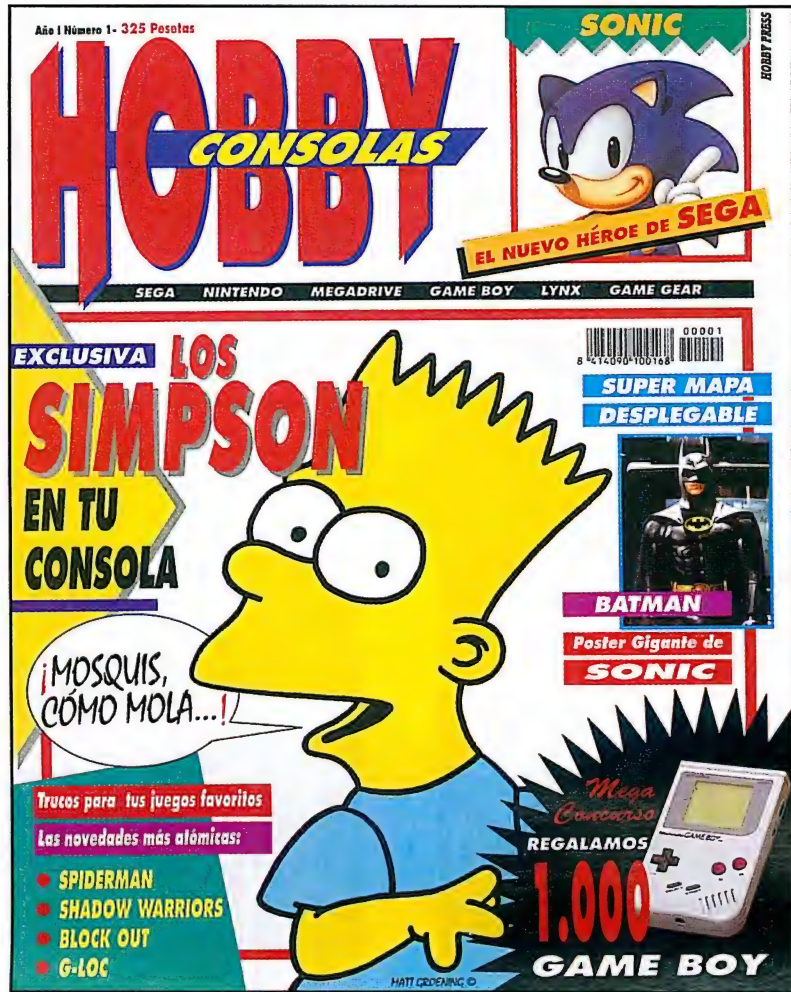 Año I Número 1- 325 Pesetas
HOBBY
CONSOLAS
SONIC
HOBBY PRESS
EL NUEVO HÉROE DE SEGA
SEGA NINTENDO MEGADRIVE GAME BOY LYNX GAME GEAR
EXCLUSIVA
LOS
SIMPSON
EN TU
CONSOLA
00001
8 414090 100168
SUPER MAPA
DESPLEGABLE
BATMAN
Poster Gigante de
SONIC
¡MOSQUIS,
CÓMO MOLA...!
Trucos para tus juegos favoritos
Las novedades más atómicas:
SPIDERMAN
SHADOW WARRIORS
BLOCK OUT
G-LOC
Mega
Concurso
REGALAMOS
1.000
GAME BOY
GAME BOY
MATT GROENING ©